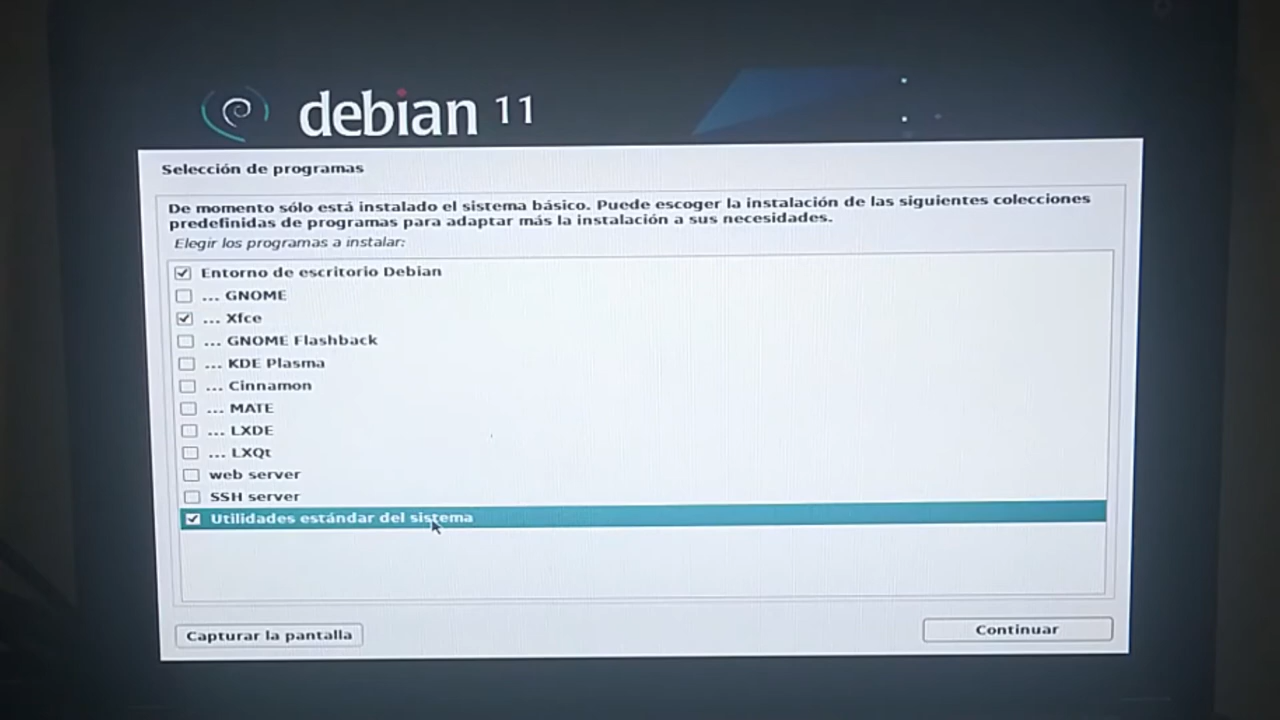 debian 11
Selección de programas
De momento sólo está instalado el sistema básico. Puede escoger la instalación de las siguientes colecciones
predefinidas de programas para adaptar más la instalación a sus necesidades.
Elegir los programas a instalar:
Entorno de escritorio Debian
... GNOME
... Xfce
... GNOME Flashback
... KDE Plasma
... Cinnamon
... MATE
... LXDE
... LXQt
web server
SSH server
Utilidades estándar del sistema
Capturar la pantalla
Continuar